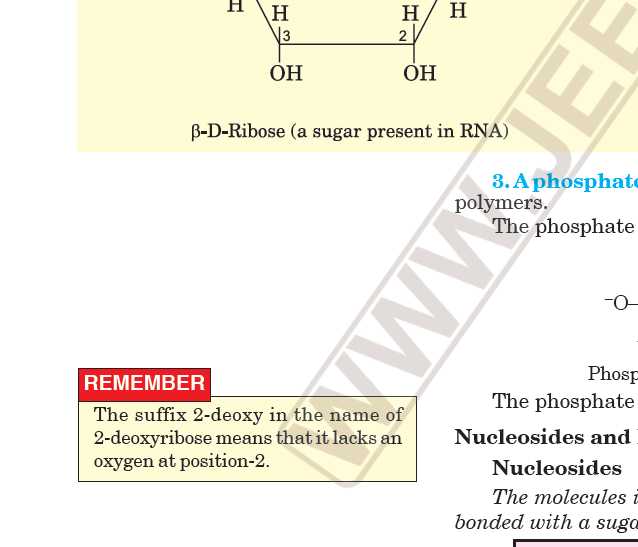 H H H H
3 2
OH OH
β-D-Ribose (a sugar present in RNA)
3. A phosphate
polymers.
The phosphate
⁻O–
Phosp
The phosphate
REMEMBER
The suffix 2-deoxy in the name of
2-deoxyribose means that it lacks an
oxygen at position-2.
Nucleosides and
Nucleosides
The molecules i
bonded with a suga
WWW.JEE